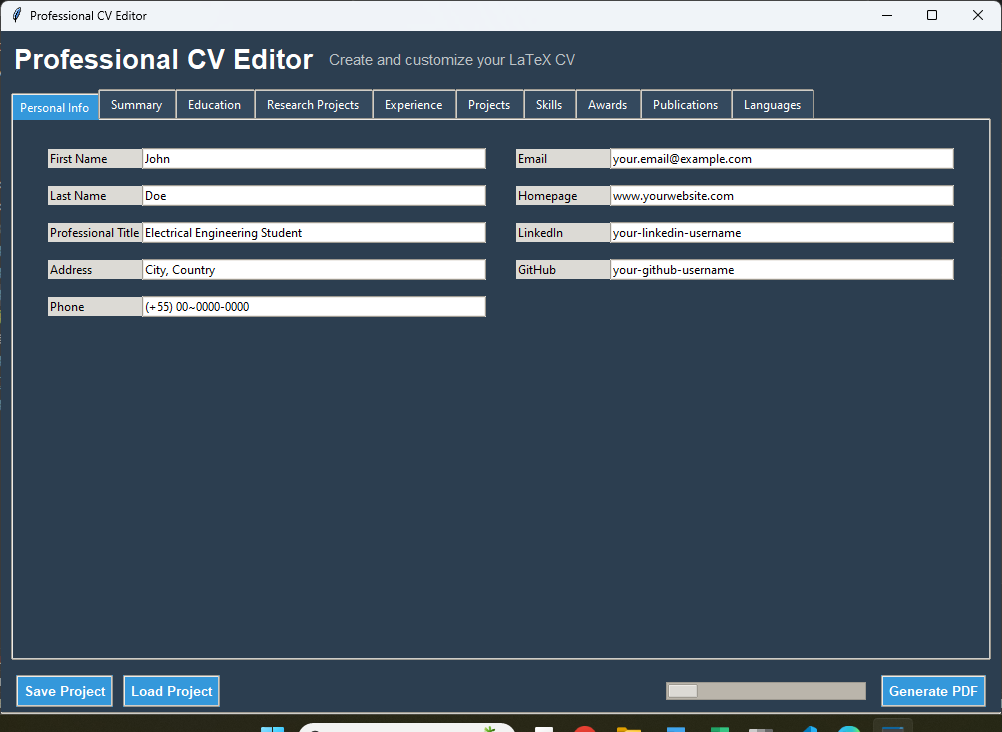 Professional CV Editor
Professional CV Editor Create and customize your LaTeX CV
Personal Info Summary Education Research Projects Experience Projects Skills Awards Publications Languages
First Name John Email your.email@example.com
Last Name Doe Homepage www.yourwebsite.com
Professional Title Electrical Engineering Student LinkedIn your-linkedin-username
Address City, Country GitHub your-github-username
Phone (+55) 00~0000-0000
Save Project Load Project Generate PDF